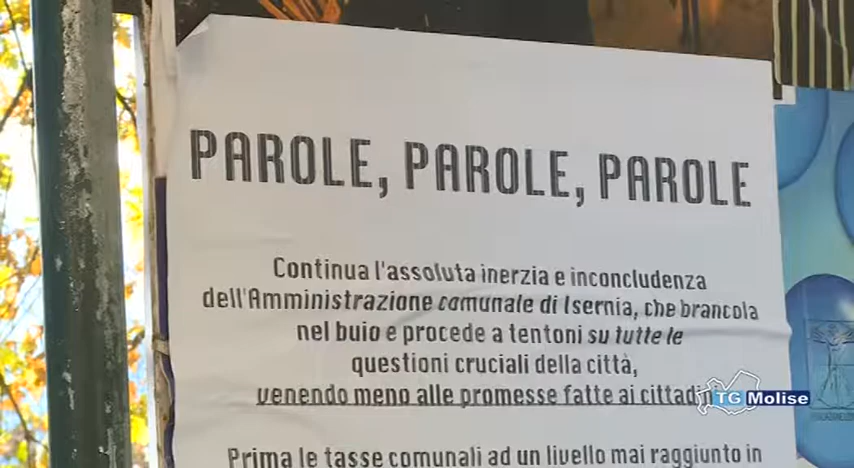 PAROLE, PAROLE, PAROLE
Continua l'assoluta inerzia e inconcludenza
dell'Amministrazione comunale di Isernia, che brancola
nel buio e procede a tentoni su tutte le
questioni cruciali della città,
venendo meno alle promesse fatte ai cittadini
TG Molise
Prima le tasse comunali ad un livello mai raggiunto in